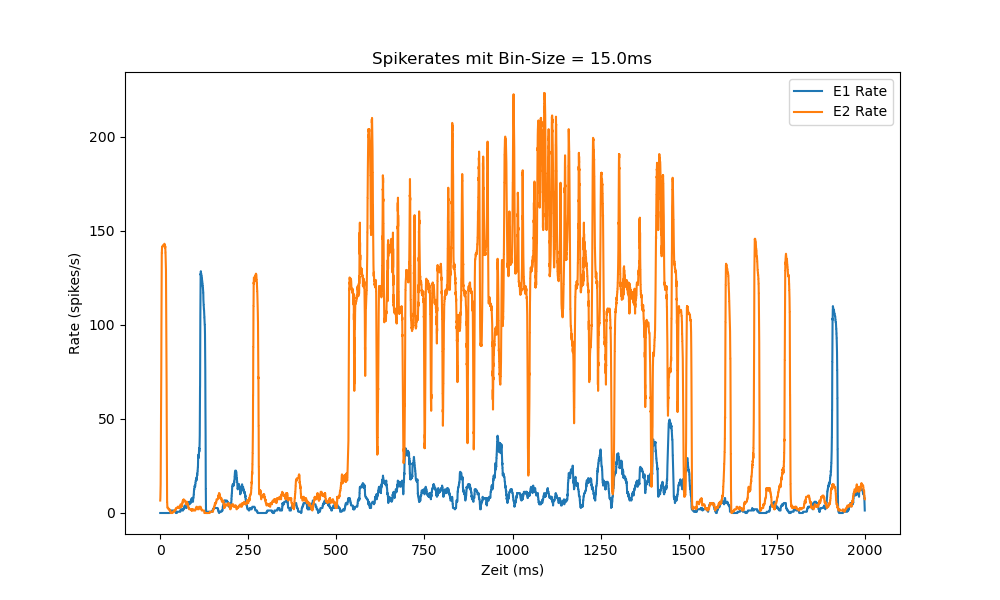 Spikerates mit Bin-Size = 15.0ms
E1 Rate
E2 Rate
Rate (spikes/s)
200
150
100
50
0
0 250 500 750 1000 1250 1500 1750 2000
Zeit (ms)